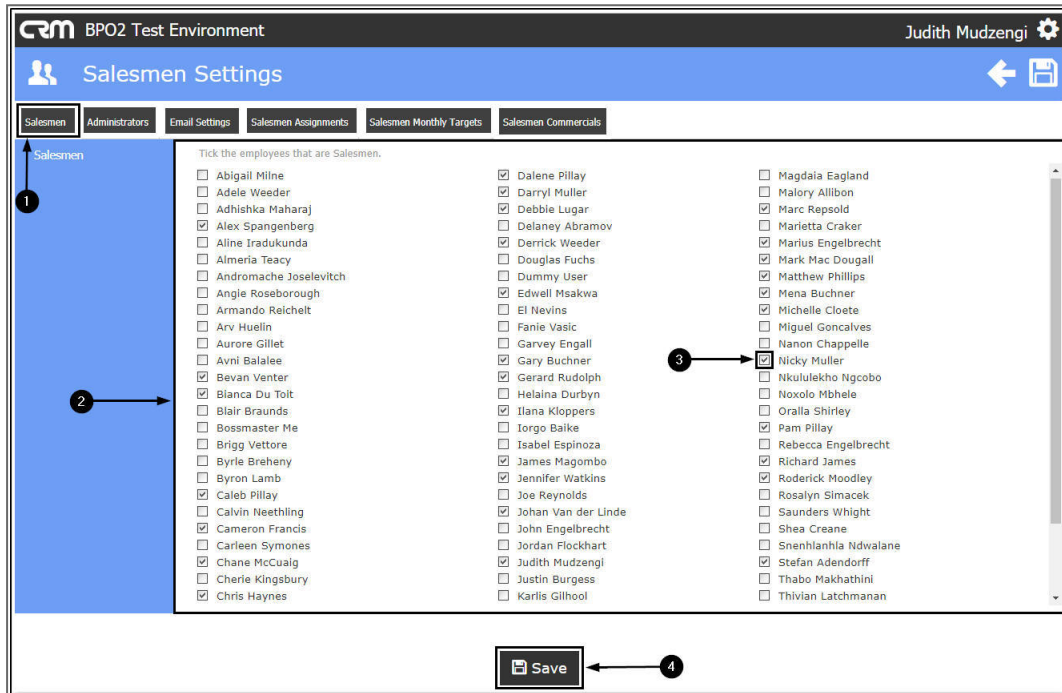 CRM BPO2 Test Environment
Judith Mudzengi
Salesmen Settings
Salesmen
Administrators
Email Settings
Salesmen Assignments
Salesmen Monthly Targets
Salesmen Commercials
Salesmen
1
Tick the employees that are Salesmen.
2
Abigail Milne
Adele Weeder
Adhishka Maharaj
Alex Spangenberg
Aline Iradukunda
Almeria Teacy
Andromache Joselevitch
Angie Roseborough
Armando Reichelt
Arv Huelin
Aurore Gillet
Avni Balalee
Bevan Venter
Bianca Du Toit
Blair Braunds
Bossmaster Me
Brigg Vettore
Byrle Breheny
Byron Lamb
Caleb Pillay
Calvin Neethling
Cameron Francis
Carleen Symones
Chane McCuaig
Cherie Kingsbury
Chris Haynes
Dalene Pillay
Darryl Muller
Debbie Lugar
Delaney Abramov
Derrick Weeder
Douglas Fuchs
Dummy User
Edwell Msakwa
El Nevins
Fanie Vasic
Garvey Engall
Gary Buchner
Gerard Rudolph
Helaina Durbyn
Ilana Kloppers
Iorgo Baike
Isabel Espinoza
James Magombo
Jennifer Watkins
Joe Reynolds
Johan Van der Linde
John Engelbrecht
Jordan Flockhart
Judith Mudzengi
Justin Burgess
Karlis Gilhool
3
Magdaia Eagland
Malory Allibon
Marc Repsold
Marietta Craker
Marius Engelbrecht
Mark Mac Dougall
Matthew Phillips
Mena Buchner
Michelle Cloete
Miguel Goncalves
Nanon Chappelle
Nicky Muller
Nkululekho Ngcobo
Noxolo Mbhele
Oralla Shirley
Pam Pillay
Rebecca Engelbrecht
Richard James
Roderick Moodley
Rosalyn Simacek
Saunders Whight
Shea Creane
Snenhlanhla Ndwalane
Stefan Adendorff
Thabo Makhathini
Thivian Latchmanan
Save
4